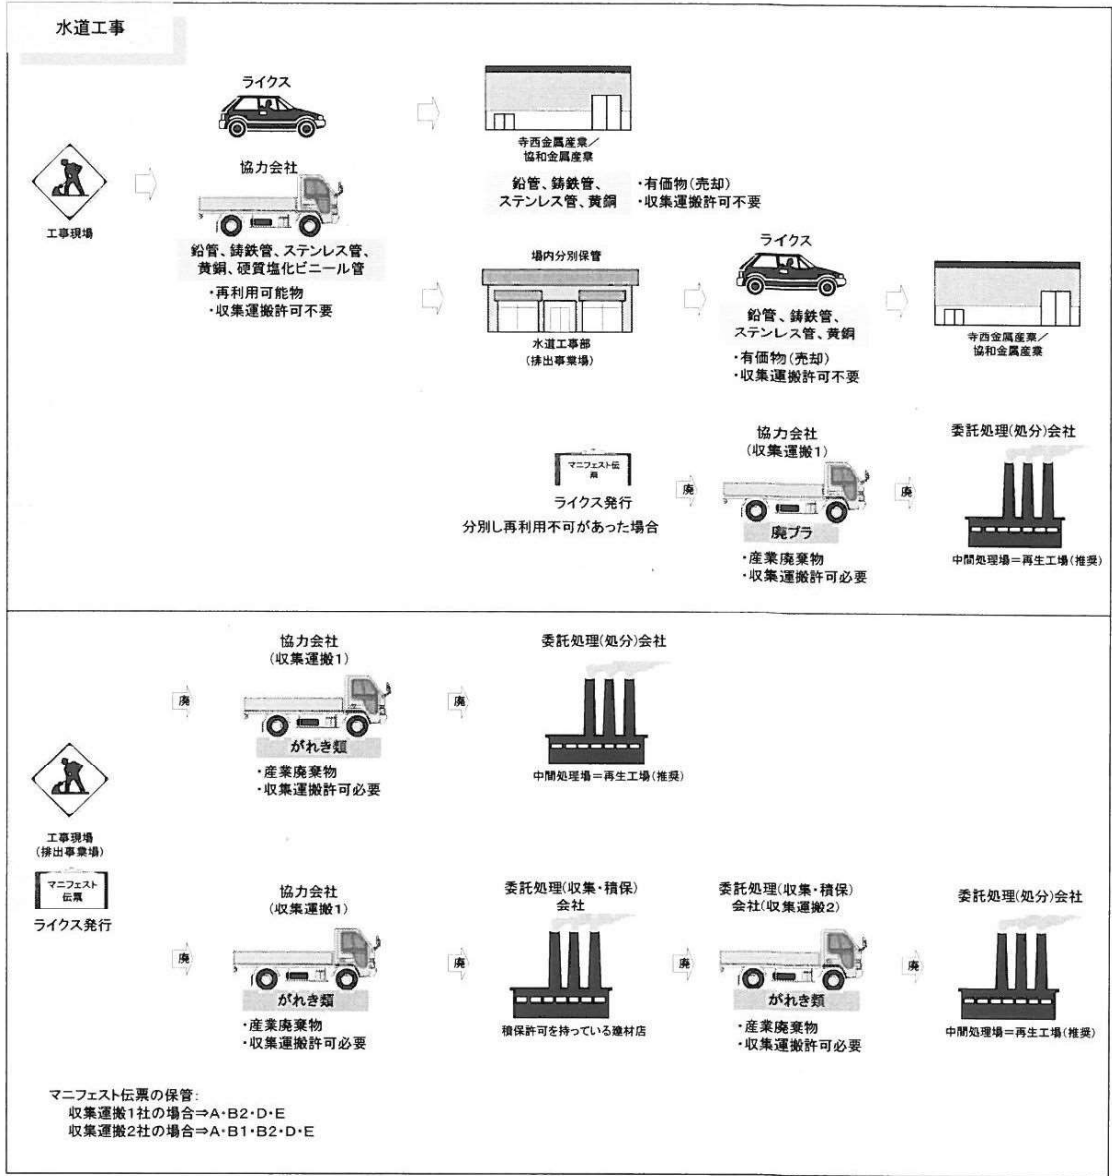 水道工事
ライクス
寺西金属産業／
協和金属産業
協力会社
工事現場
鉛管、鋳鉄管、
ステンレス管、黄銅
・有価物(売却)
・収集運搬許可不要
鉛管、鋳鉄管、ステンレス管、
黄銅、硬質塩化ビニール管
・再利用可能物
・収集運搬許可不要
場内分別保管
水道工事部
(排出事業場)
ライクス
鉛管、鋳鉄管、
ステンレス管、黄銅
・有価物(売却)
・収集運搬許可不要
寺西金属産業／
協和金属産業
マニフェスト伝
票
ライクス発行
分別し再利用不可があった場合
廃
協力会社
(収集運搬1)
廃プラ
・産業廃棄物
・収集運搬許可必要
廃
委託処理(処分)会社
中間処理場＝再生工場(推奨)
工事現場
(排出事業場)
マニフェスト
伝票
ライクス発行
廃
協力会社
(収集運搬1)
がれき類
・産業廃棄物
・収集運搬許可必要
廃
委託処理(処分)会社
中間処理場＝再生工場(推奨)
廃
協力会社
(収集運搬1)
がれき類
・産業廃棄物
・収集運搬許可必要
廃
委託処理(収集・積保)
会社
積保許可を持っている建材店
廃
委託処理(収集・積保)
会社(収集運搬2)
がれき類
・産業廃棄物
・収集運搬許可必要
廃
委託処理(処分)会社
中間処理場＝再生工場(推奨)
マニフェスト伝票の保管:
収集運搬1社の場合⇒A・B2・D・E
収集運搬2社の場合⇒A・B1・B2・D・E